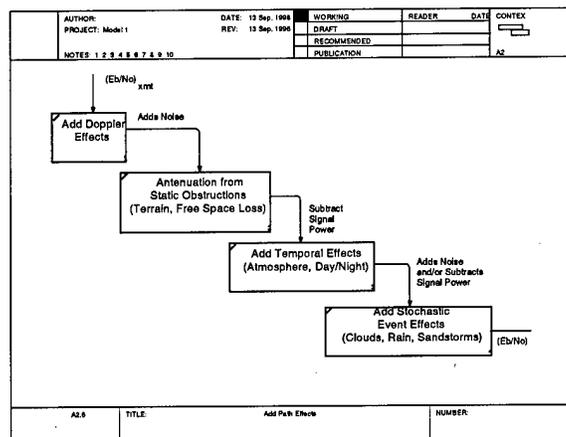 AUTHOR: DATE: 13 Sep, 1998 WORKING READER DATE CONTEX
PROJECT: Model 1 REV: 13 Sep, 1996 DRAFT
RECOMMENDED
NOTES: 1 2 3 4 5 6 7 8 9 10 PUBLICATION A2
(Eb/No)
xmt
Add Doppler
Effects
Adds Noise
Antenuation from
Static Obstructions
(Terrain, Free Space Loss)
Subtract
Signal
Power
Add Temporal Effects
(Atmosphere, Day/Night)
Adds Noise
and/or Subtracts
Signal Power
Add Stochastic
Event Effects
(Clouds, Rain, Sandstorms)
(Eb/No)
A2.6 TITLE: Add Path Effects NUMBER: